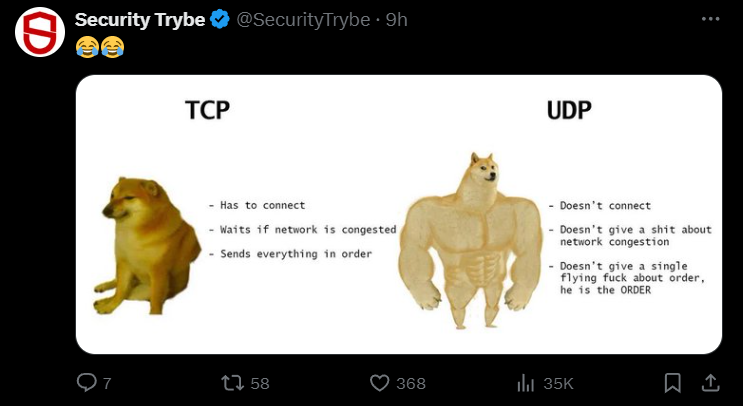 Security Trybe @SecurityTrybe · 9h
😂😂
TCP
UDP
- Has to connect
- Waits if network is congested
- Sends everything in order
- Doesn't connect
- Doesn't give a shit about
network congestion
- Doesn't give a single
flying fuck about order,
he is the ORDER
7 58 368 35K